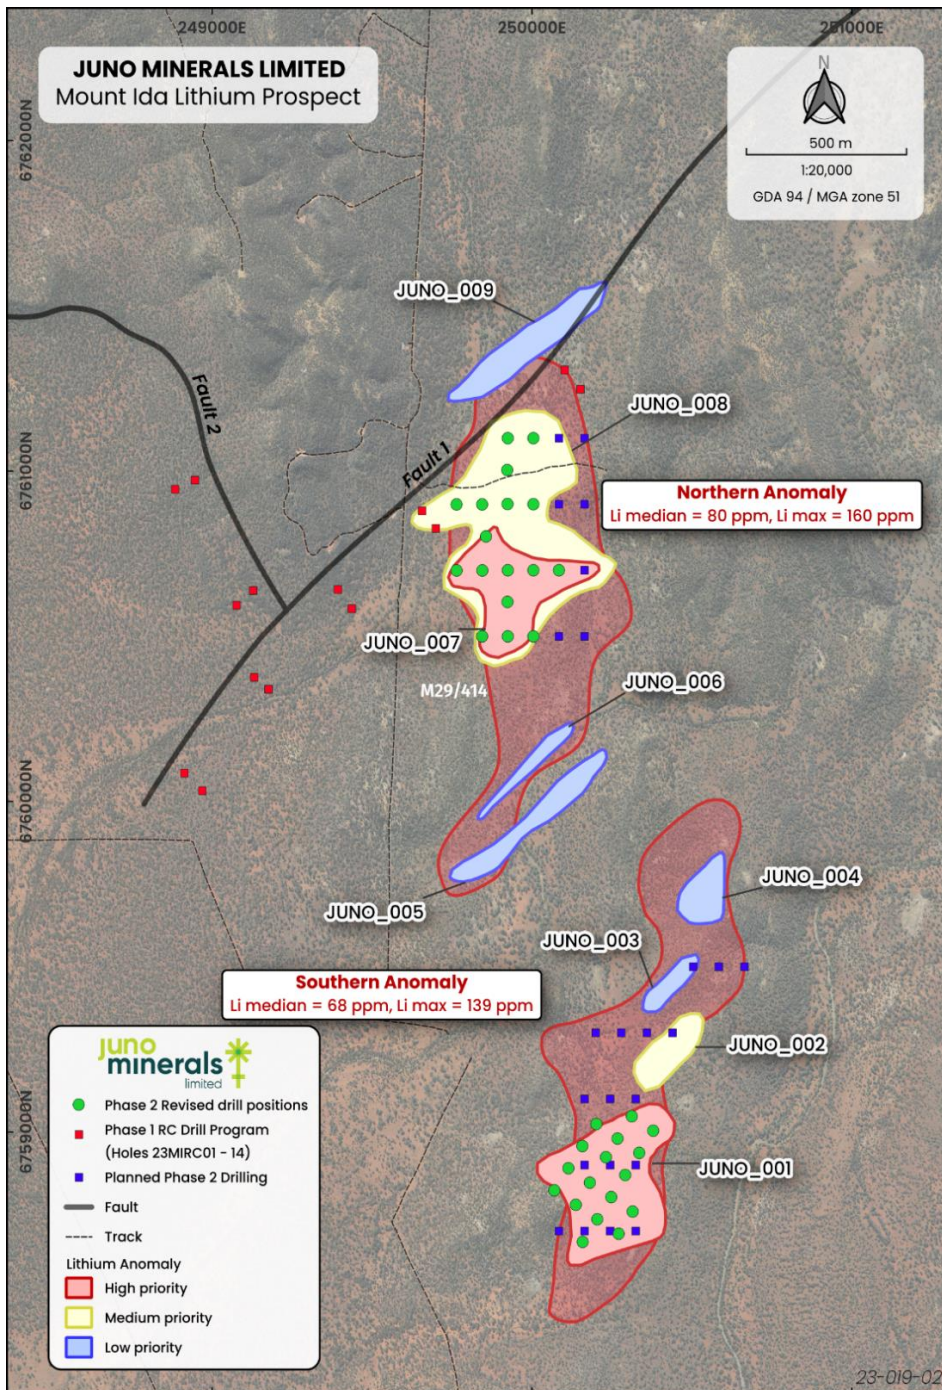 249000E
250000E
251000E
JUNO MINERALS LIMITED
Mount Ida Lithium Prospect
N
500 m
1:20,000
GDA 94 / MGA zone 51
6762000N
JUNO_009
Fault 2
JUNO_008
Fault 1
6761000N
Northern Anomaly
Li median = 80 ppm, Li max = 160 ppm
JUNO_007
JUNO_006
M29/414
6760000N
JUNO_004
JUNO_005
JUNO_003
Southern Anomaly
Li median = 68 ppm, Li max = 139 ppm
JUNO_002
6759000N
JUNO_001
juno
minerals
limited
Phase 2 Revised drill positions
Phase 1 RC Drill Program
(Holes 23MIRC01 - 14)
Planned Phase 2 Drilling
Fault
Track
Lithium Anomaly
High priority
Medium priority
Low priority
23-019-02